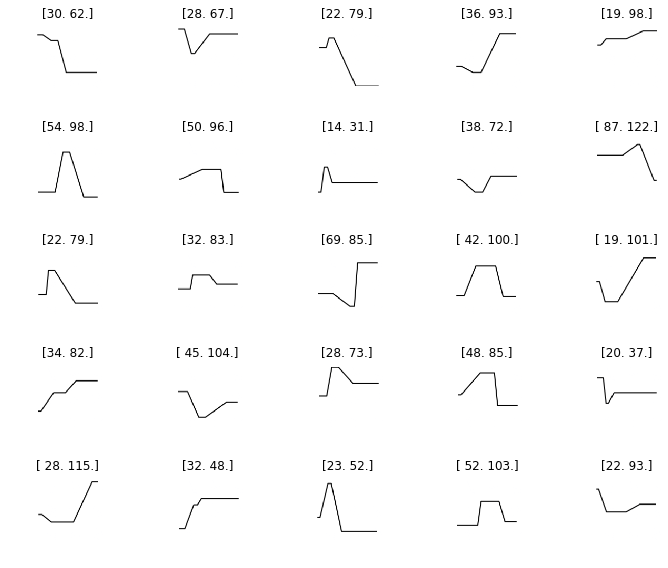 [30. 62.] [28. 67.] [22. 79.] [36. 93.] [19. 98.]
[54. 98.] [50. 96.] [14. 31.] [38. 72.] [ 87. 122.]
[22. 79.] [32. 83.] [69. 85.] [ 42. 100.] [ 19. 101.]
[34. 82.] [ 45. 104.] [28. 73.] [48. 85.] [20. 37.]
[ 28. 115.] [32. 48.] [23. 52.] [ 52. 103.] [22. 93.]